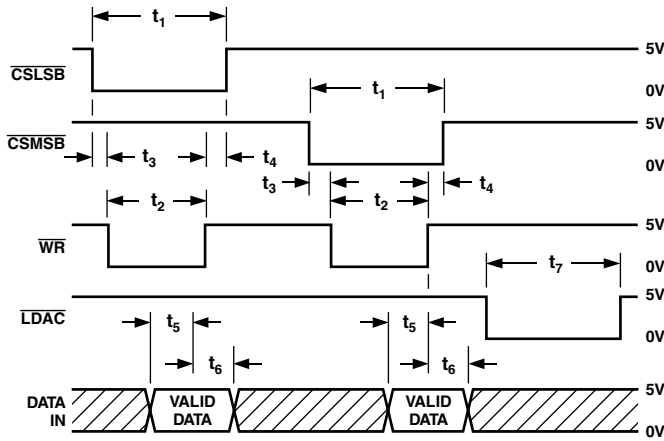 t1
5V
CSLSB
0V
t1
5V
CSMSB
t3
t4
0V
t3
t4
t2
t2
5V
WR
0V
t7
5V
LDAC
t5
t5
0V
t6
t6
5V
DATA IN
VALID DATA
VALID DATA
0V